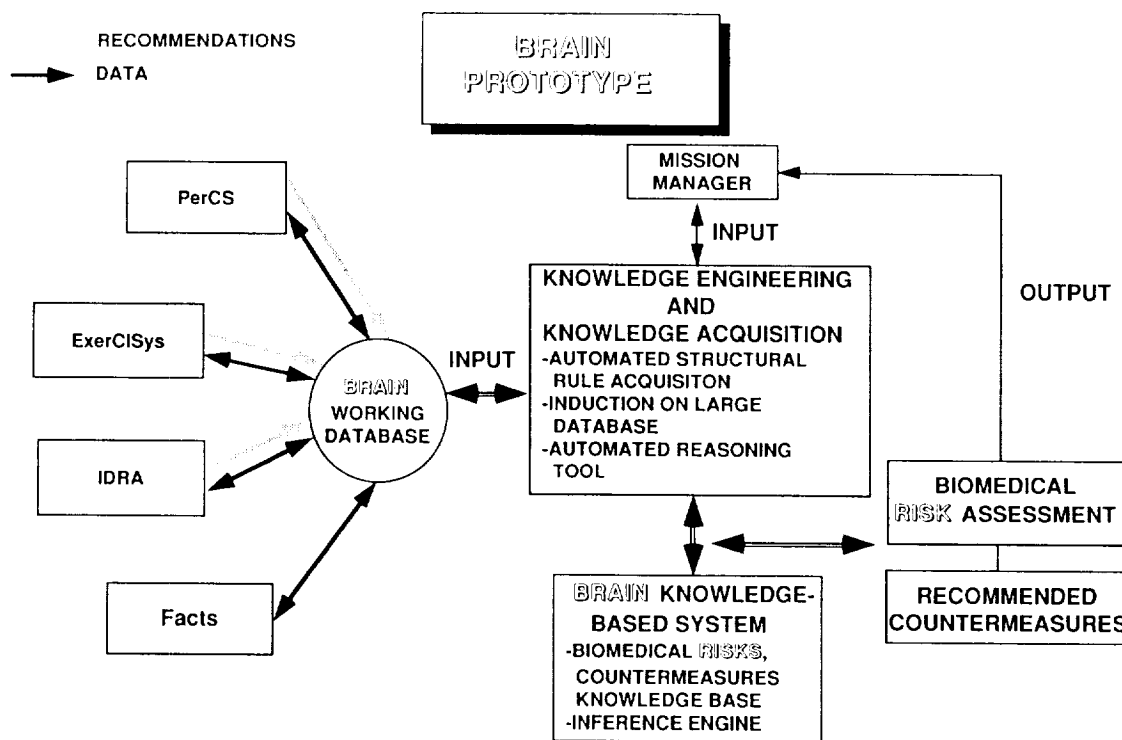 RECOMMENDATIONS
DATA
BRAIN
PROTOTYPE
MISSION
MANAGER
PerCS
INPUT
KNOWLEDGE ENGINEERING
AND
KNOWLEDGE ACQUISITION
-AUTOMATED STRUCTURAL
RULE ACQUISITON
-INDUCTION ON LARGE
DATABASE
-AUTOMATED REASONING
TOOL
OUTPUT
ExerCISys
INPUT
BRAIN
WORKING
DATABASE
IDRA
BIOMEDICAL
RISK ASSESSMENT
Facts
BRAIN KNOWLEDGE-
BASED SYSTEM
-BIOMEDICAL RISKS,
COUNTERMEASURES
KNOWLEDGE BASE
-INFERENCE ENGINE
RECOMMENDED
COUNTERMEASURES